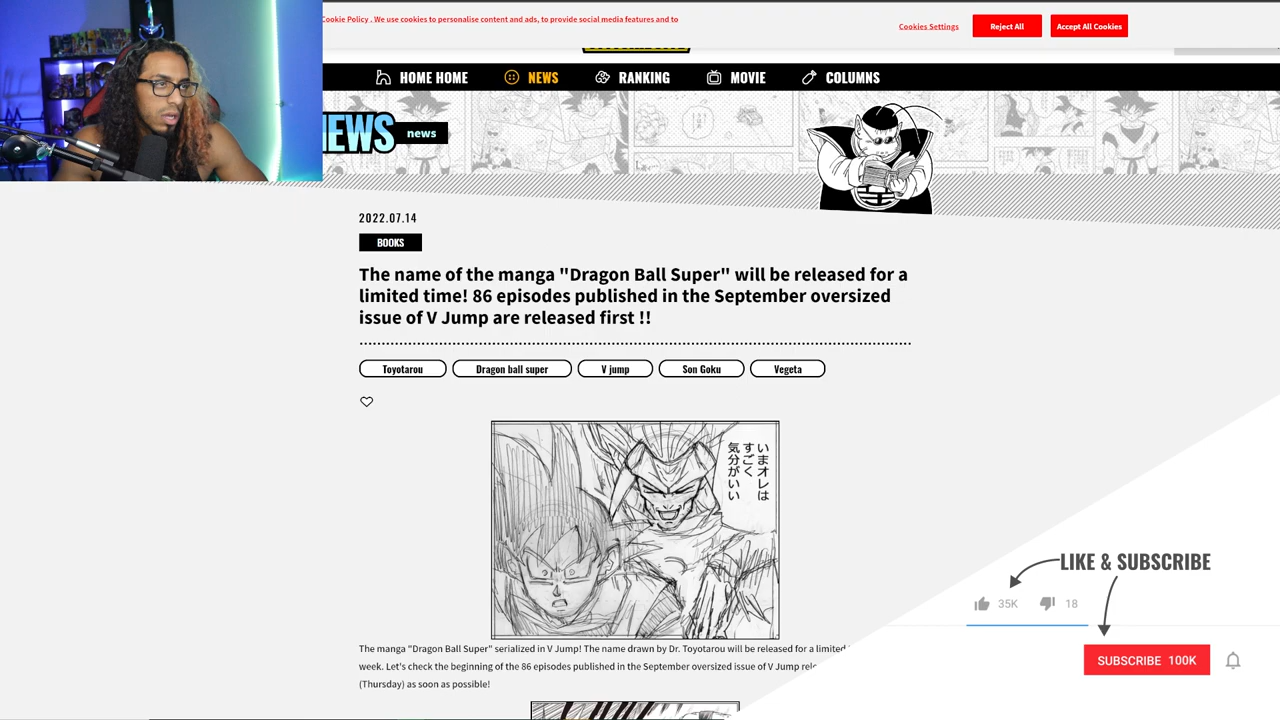 Cookie Policy . We use cookies to personalise content and ads, to provide social media features and to
Cookies Settings
Reject All
Accept All Cookies
HOME HOME
NEWS
RANKING
MOVIE
COLUMNS
NEWS
news
2022.07.14
BOOKS
The name of the manga "Dragon Ball Super" will be released for a
limited time! 86 episodes published in the September oversized
issue of V Jump are released first !!
Toyotarou
Dragon ball super
V jump
Son Goku
Vegeta
いまオレは
すごく
気分がいい
The manga "Dragon Ball Super" serialized in V Jump! The name drawn by Dr. Toyotarou will be released for a limited
week. Let's check the beginning of the 86 episodes published in the September oversized issue of V Jump
(Thursday) as soon as possible!
LIKE & SUBSCRIBE
35K
18
SUBSCRIBE 100K